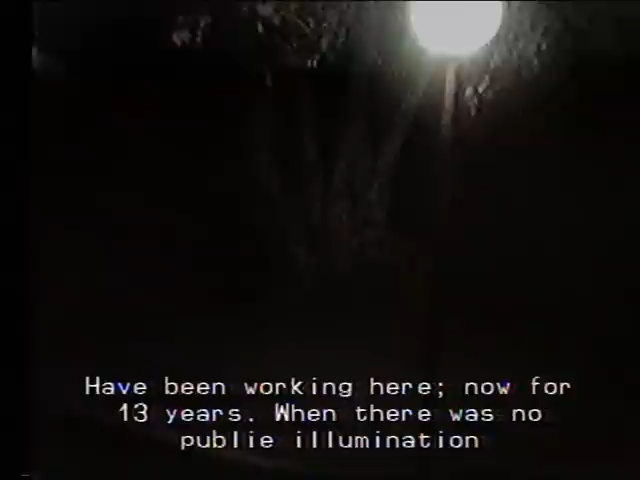 Have been working here; now for
13 years. When there was no
publie illumination